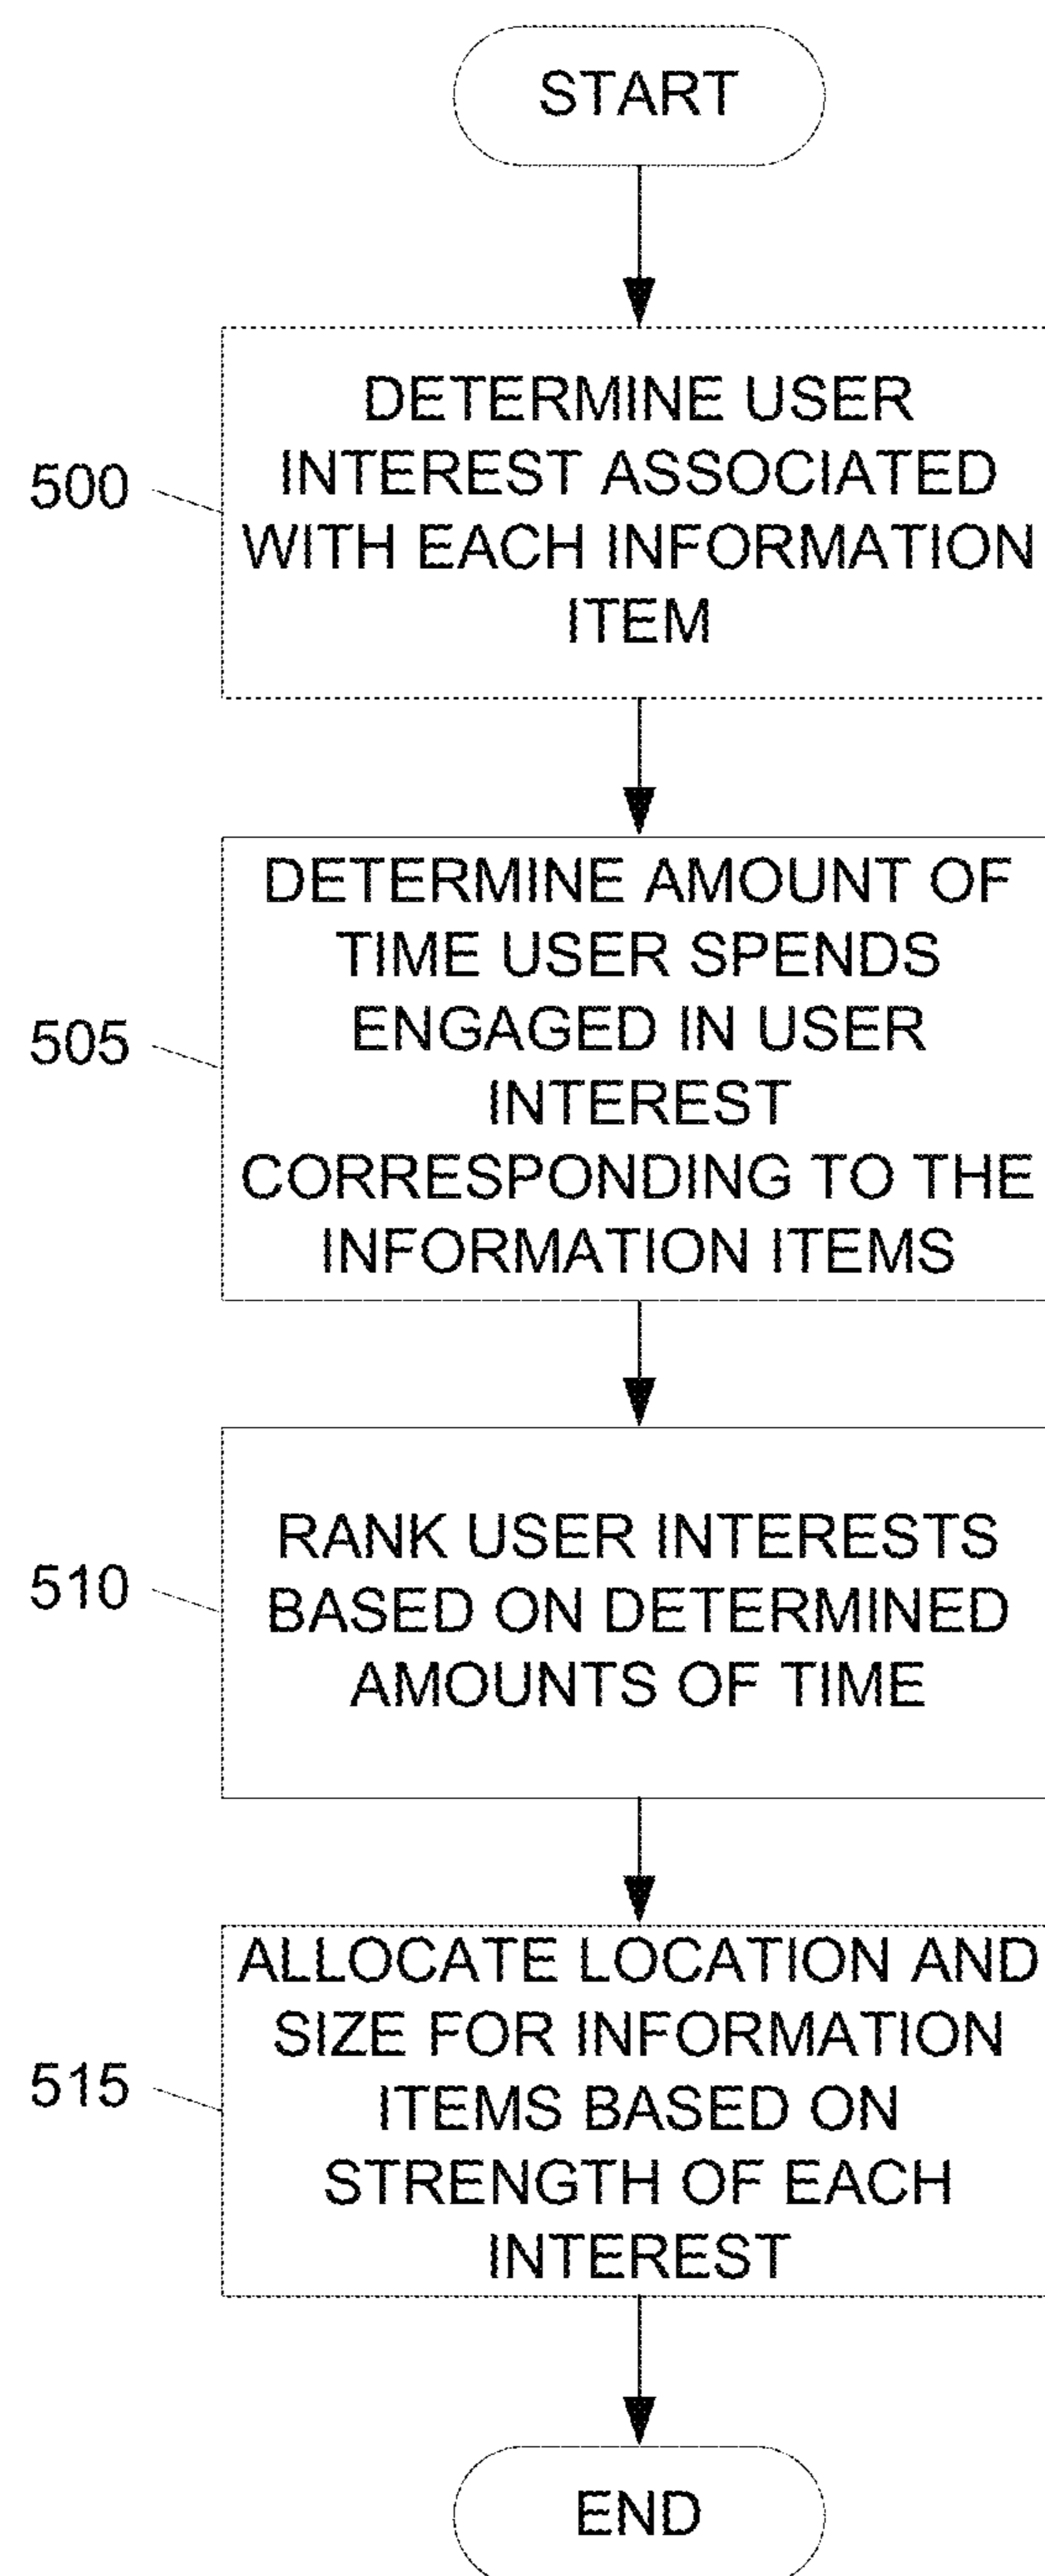 START
DETERMINE USER
INTEREST ASSOCIATED
500
WITH EACH INFORMATION
ITEM
DETERMINE AMOUNT OF
TIME USER SPENDS
ENGAGED IN USER
505
INTEREST
CORRESPONDING TO THE
INFORMATION ITEMS
RANK USER INTERESTS
510
BASED ON DETERMINED
AMOUNTS OF TIME
ALLOCATE LOCATION AND
SIZE FOR INFORMATION
515
ITEMS BASED ON
STRENGTH OF EACH
INTEREST
END